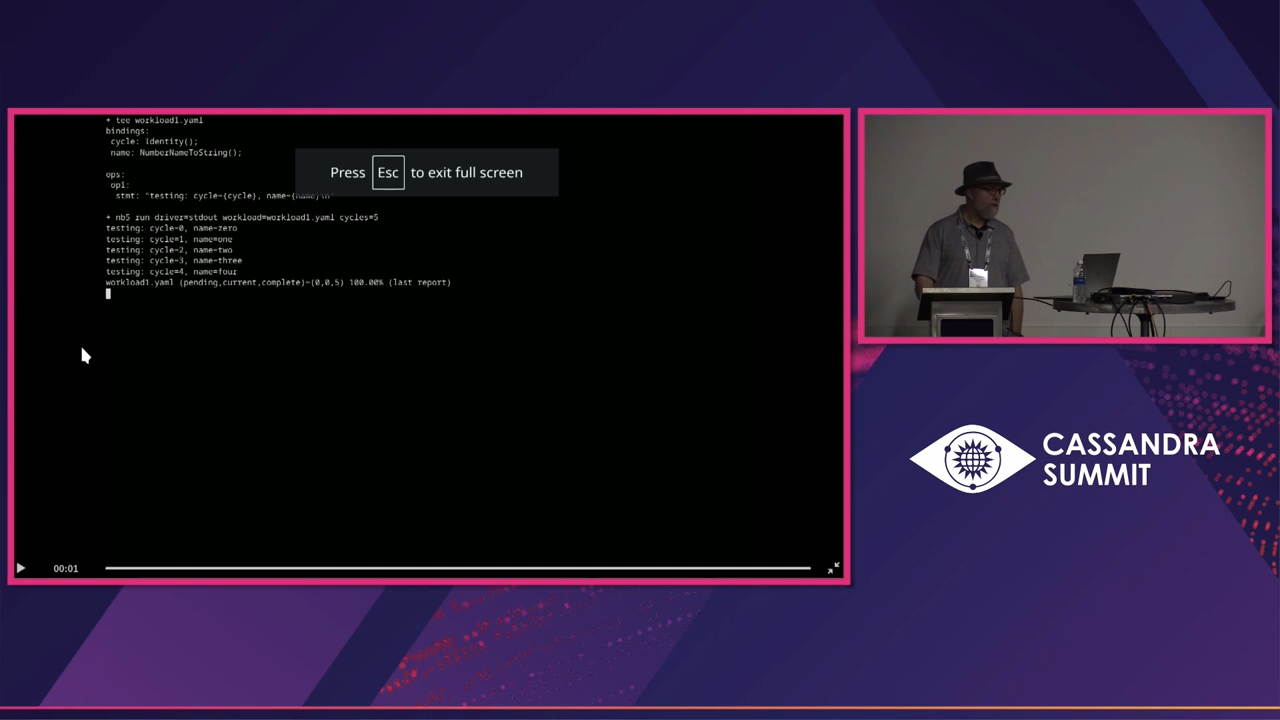 + tee workload1.yaml
bindings:
cycle: Identity();
name: NumberNameToString();
ops:
op1:
stmt: "testing: cycle={cycle}, name={name}\n"
Press Esc to exit full screen
+ nb5 run driver=stdout workload=workload1.yaml cycles=5
testing: cycle=0, name=zero
testing: cycle=1, name=one
testing: cycle=2, name=two
testing: cycle=3, name=three
testing: cycle=4, name=four
workload1.yaml (pending,current,complete)=(0,0,5) 100.00% (last report)
00:01
CASSANDRA
SUMMIT